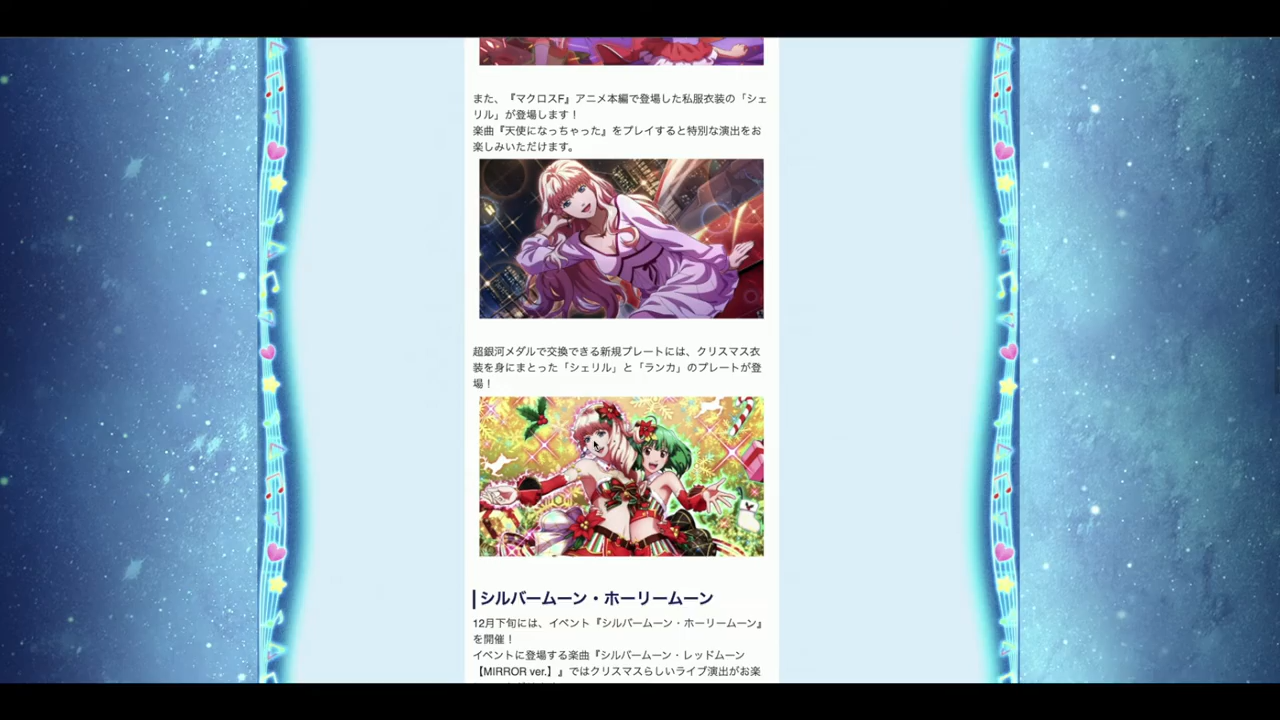 また、『マクロスF』アニメ本編で登場した私服衣装の「シェ
リル」が登場します！
楽曲『天使になっちゃった』をプレイすると特別な演出をお
楽しみいただけます。
超銀河メダルで交換できる新規プレートには、クリスマス衣
装を身にまとった「シェリル」と「ランカ」のプレートが登
場！
シルバームーン・ホーリームーン
12月下旬には、イベント『シルバームーン・ホーリームーン』
を開催！
イベントに登場する楽曲『シルバームーン・レッドムーン
【MIRROR ver.】』ではクリスマスらしいライブ演出がお楽